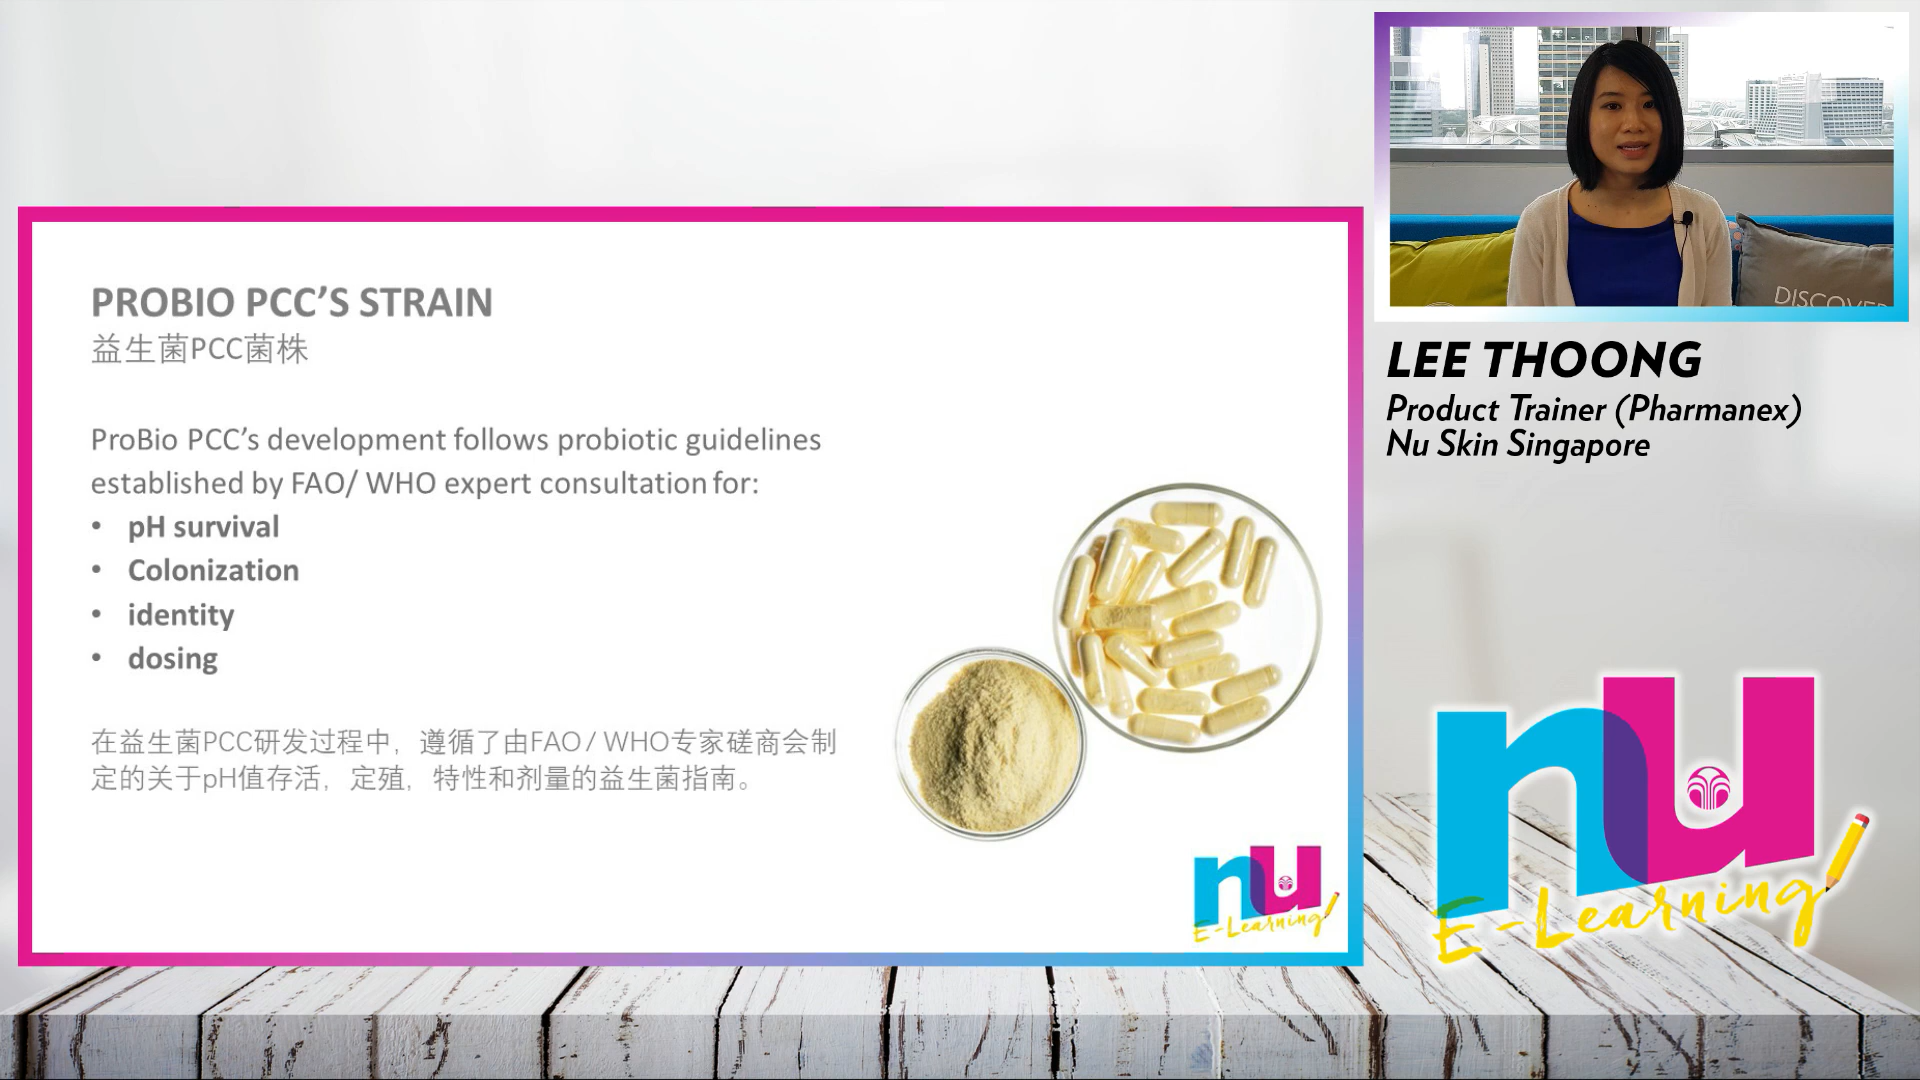 PROBIO PCC’S STRAIN
益生菌PCC菌株
ProBio PCC’s development follows probiotic guidelines
established by FAO/ WHO expert consultation for:
• pH survival
• Colonization
• identity
• dosing
在益生菌PCC研发过程中，遵循了由FAO / WHO专家磋商会制
定的关于pH值存活，定殖，特性和剂量的益生菌指南。
nu
E-Learning
DISCOVER
LEE THOONG
Product Trainer (Pharmanex)
Nu Skin Singapore
nu
E-Learning